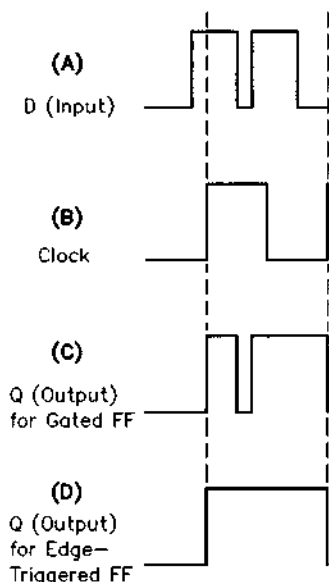 (A)
D (Input)
(B)
Clock
(C)
Q (Output)
for Gated FF
(D)
Q (Output)
for Edge-
Triggered FF